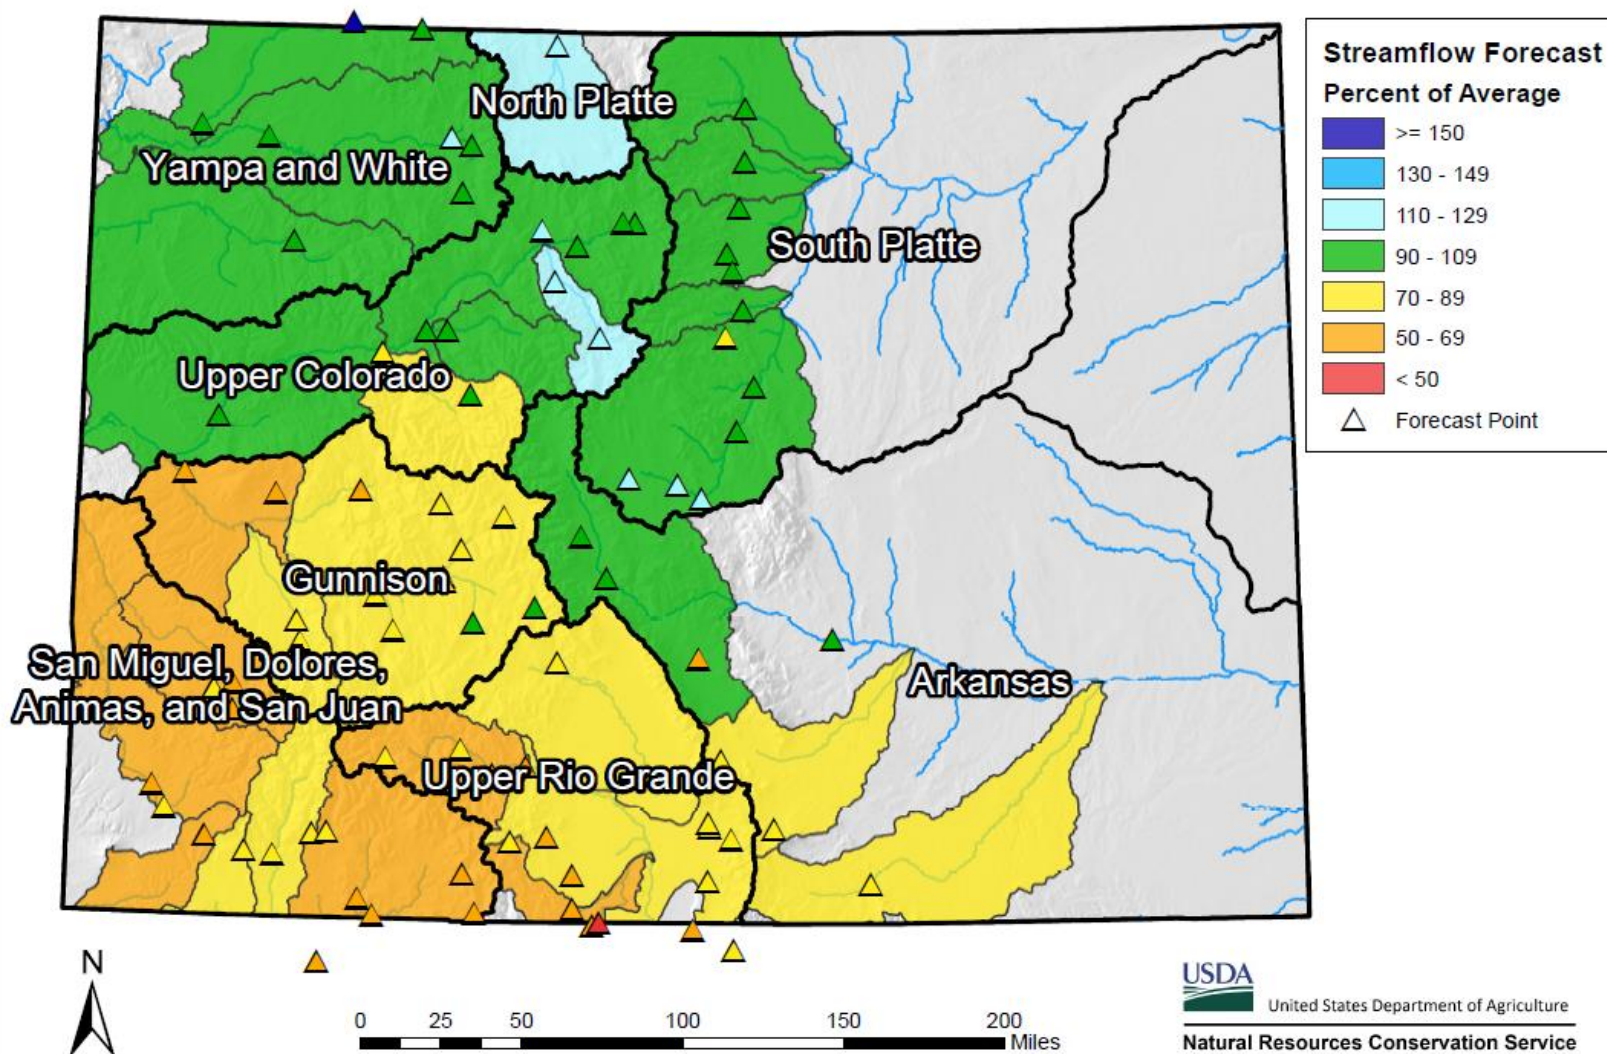 Streamflow Forecast
Percent of Average
>= 150
130 - 149
110 - 129
90 - 109
70 - 89
50 - 69
< 50
Forecast Point
North Platte
Yampa and White
South Platte
Upper Colorado
Gunnison
San Miguel, Dolores,
Animas, and San Juan
Arkansas
Upper Rio Grande
N
0 25 50 100 150 200
Miles
USDA
United States Department of Agriculture
Natural Resources Conservation Service